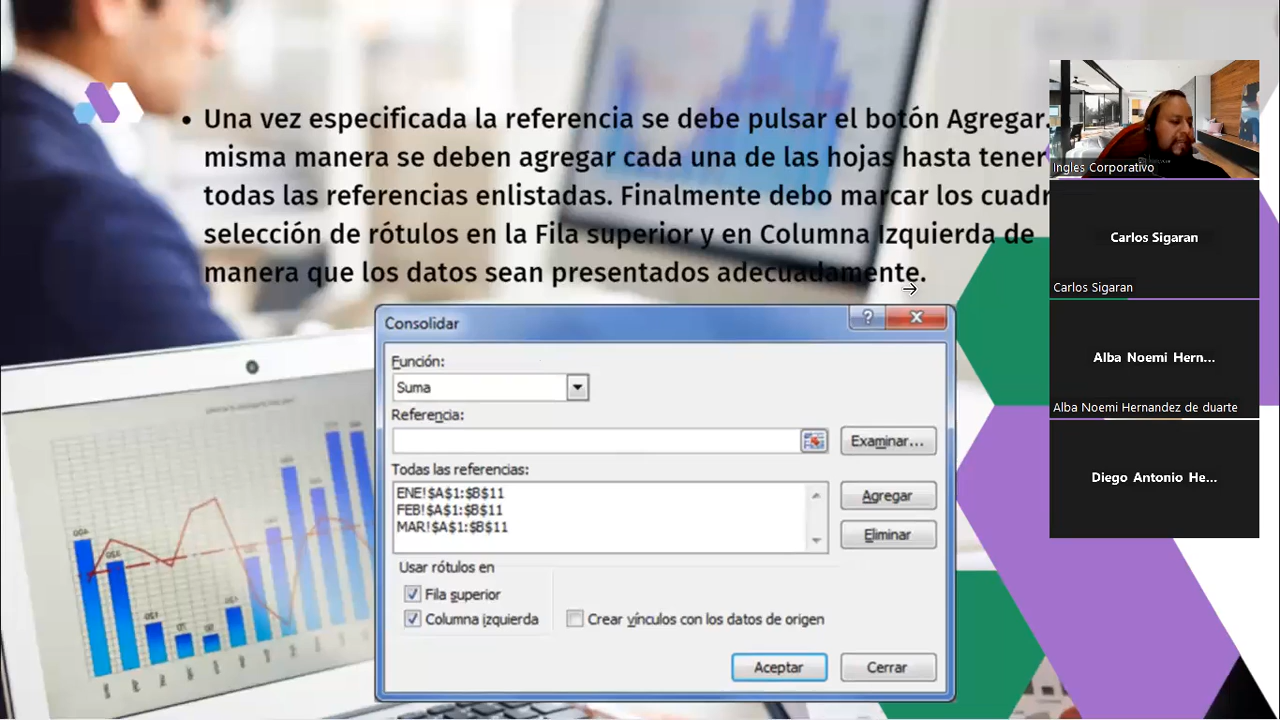 • Una vez especificada la referencia se debe pulsar el botón Agregar.
misma manera se deben agregar cada una de las hojas hasta tener
todas las referencias enlistadas. Finalmente debo marcar los cuadr
selección de rótulos en la Fila superior y en Columna Izquierda de
manera que los datos sean presentados adecuadamente.
Consolidar
Función:
Suma
Referencia:
Examinar...
Todas las referencias:
ENE!$A$1:$B$11
FEB!$A$1:$B$11
MAR!$A$1:$B$11
Agregar
Eliminar
Usar rótulos en
Fila superior
Columna izquierda
Crear vínculos con los datos de origen
Aceptar
Cerrar
Ingles Corporativo
Carlos Sigaran
Carlos Sigaran
Alba Noemi Hern...
Alba Noemi Hernandez de duarte
Diego Antonio He...